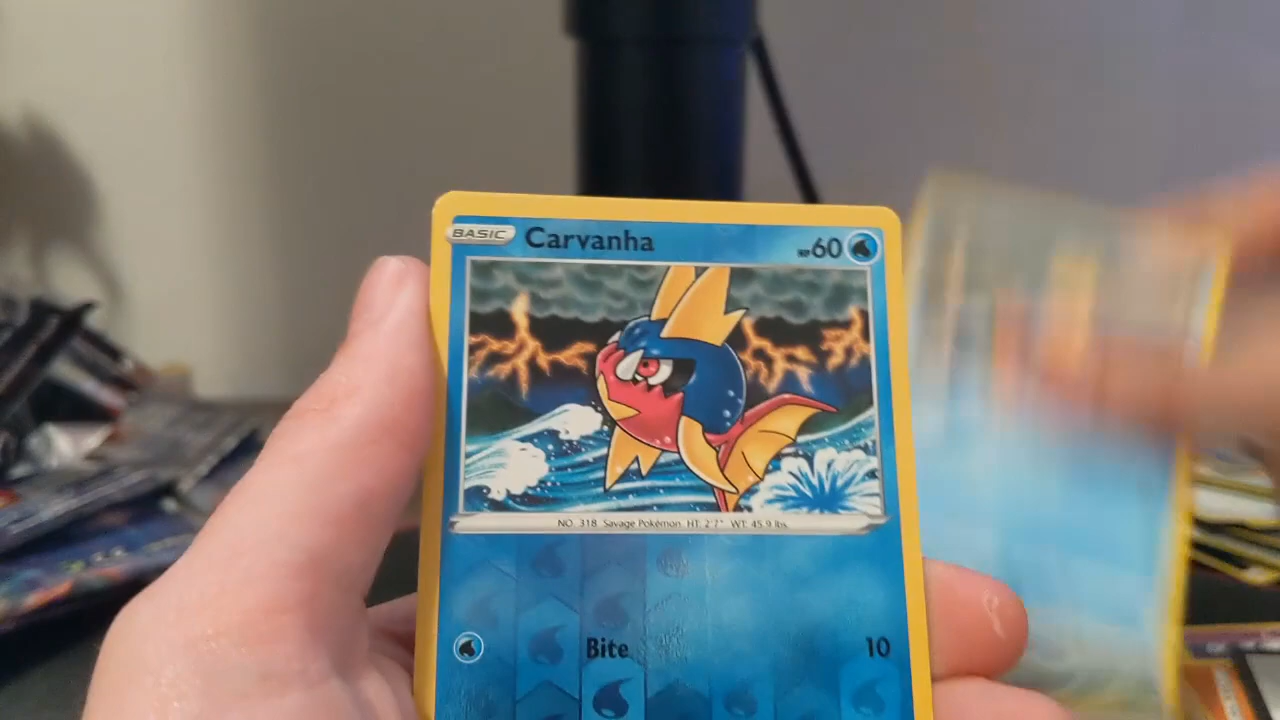 BASIC Carvanha HP60
NO. 318 Savage Pokémon HT: 2'7" WT: 45.9 lbs.
Bite 10